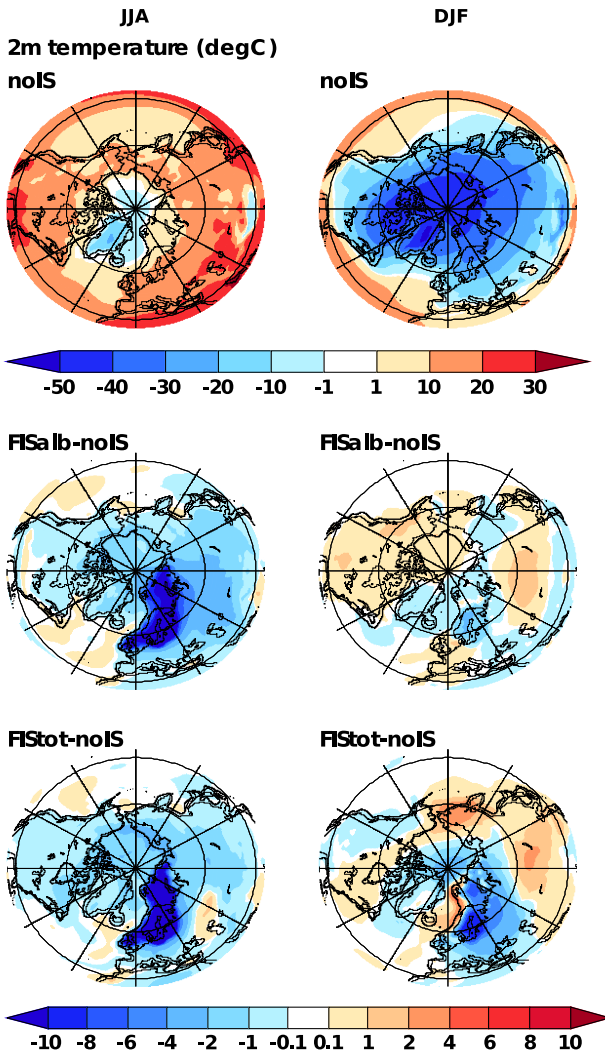 JJA DJF
2m temperature (degC)
noIS noIS
-50 -40 -30 -20 -10 -1 1 10 20 30
FISalb-noIS FISalb-noIS
FIStot-noIS FIStot-noIS
-10 -8 -6 -2 -1 -0.1 0.1 1 2 4 6 8 10